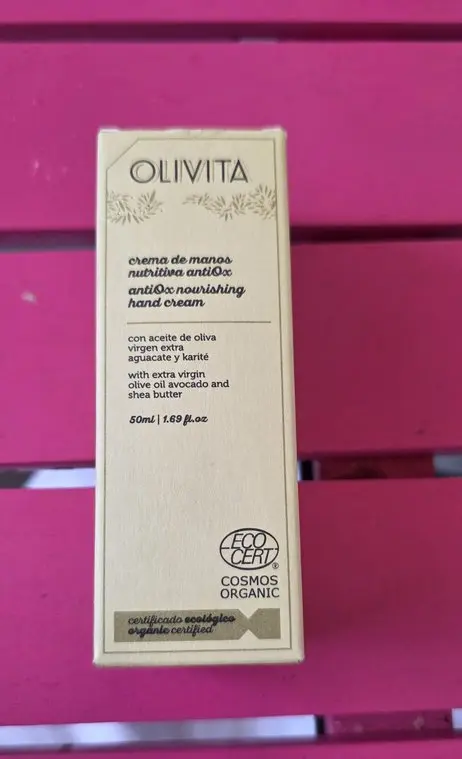 OLIVITA
crema de manos
nutritiva antiOx
antiOx nourishing
hand cream
con aceite de oliva
virgen extra
aguacate y karité
with extra virgin
olive oil avocado and
shea butter
50ml | 1.69 fl.oz
ECO
CERT
®
COSMOS
ORGANIC
certificado ecológico
organic certified